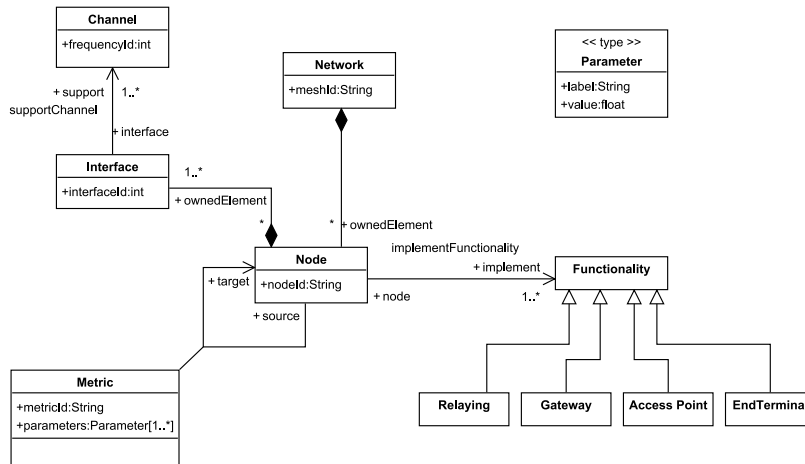 Channel
+frequencyId:int
+ support
1..*
supportChannel
+ interface
Interface
+interfaceId:int
1..*
+ ownedElement
*
Network
+meshId:String
<< type >>
Parameter
+label:String
+value:float
* + ownedElement
Node
+nodeId:String
implementFunctionality
+ implement
+ node
1..*
Functionality
+ target
+ source
Metric
+metricId:String
+parameters:Parameter[1..*]
Relaying
Gateway
Access Point
EndTermina